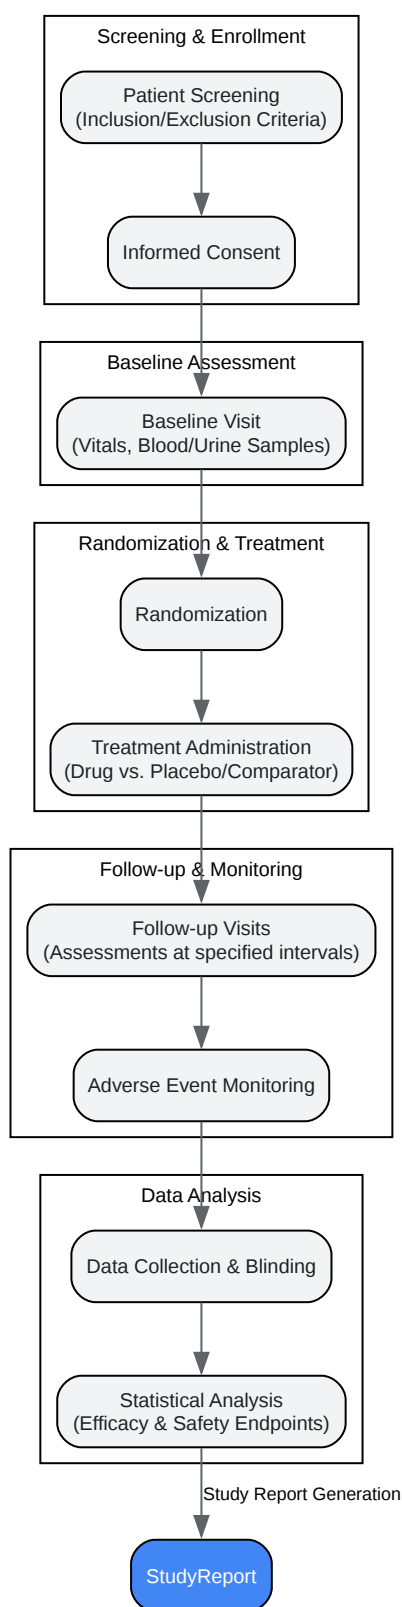 Screening & Enrollment
Patient Screening
(Inclusion/Exclusion Criteria)
Informed Consent
Baseline Assessment
Baseline Visit
(Vitals, Blood/Urine Samples)
Randomization & Treatment
Randomization
Treatment Administration
(Drug vs. Placebo/Comparator)
Follow-up & Monitoring
Follow-up Visits
(Assessments at specified intervals)
Adverse Event Monitoring
Data Analysis
Data Collection & Blinding
Statistical Analysis
(Efficacy & Safety Endpoints)
Study Report Generation
StudyReport